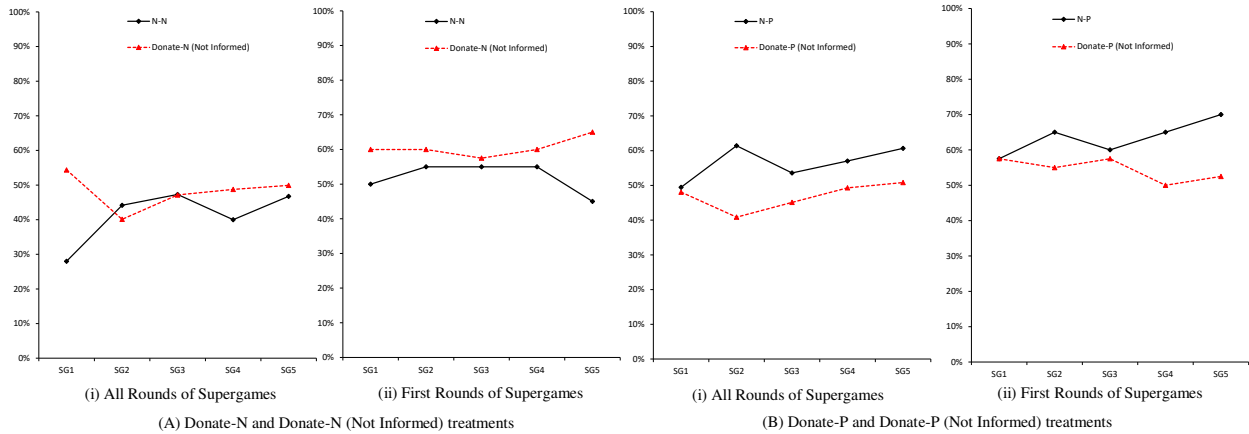 100%
90%
80%
70%
60%
50%
40%
30%
20%
10%
0%
N-N
Donate-N (Not Informed)
SG1 SG2 SG3 SG4 SG5
(i) All Rounds of Supergames
100%
90%
80%
70%
60%
50%
40%
30%
20%
10%
0%
N-N
Donate-N (Not Informed)
SG1 SG2 SG3 SG4 SG5
(ii) First Rounds of Supergames
(A) Donate-N and Donate-N (Not Informed) treatments
100%
90%
80%
70%
60%
50%
40%
30%
20%
10%
0%
N-P
Donate-P (Not Informed)
SG1 SG2 SG3 SG4 SG5
(i) All Rounds of Supergames
100%
90%
80%
70%
60%
50%
40%
30%
20%
10%
0%
N-P
Donate-P (Not Informed)
SG1 SG2 SG3 SG4 SG5
(ii) First Rounds of Supergames
(B) Donate-P and Donate-P (Not Informed) treatments